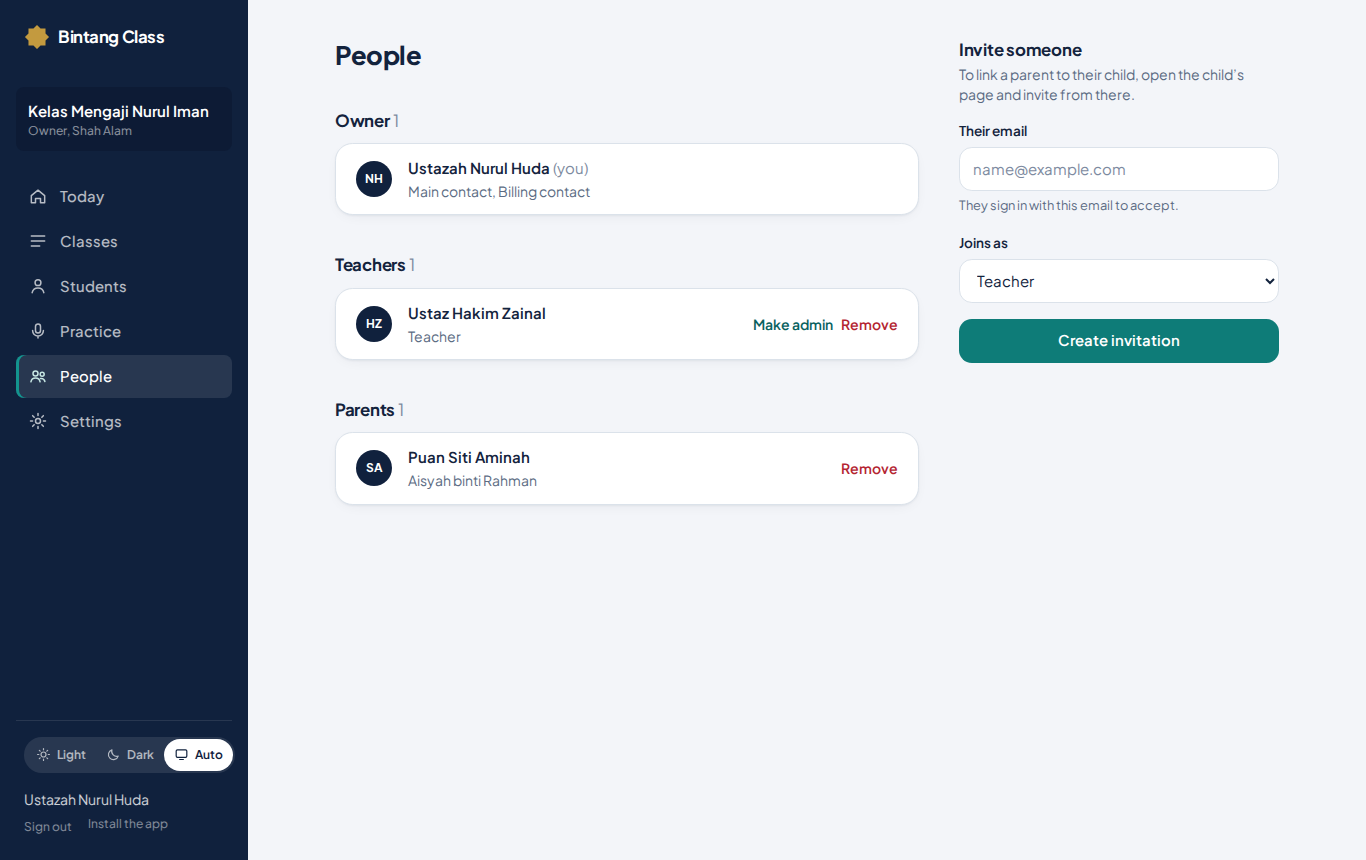 Bintang Class
Kelas Mengaji Nurul Iman
Owner, Shah Alam
Today
Classes
Students
Practice
People
Settings
Light
Dark
Auto
Ustazah Nurul Huda
Sign out
Install the app
People
Owner 1
NH
Ustazah Nurul Huda (you)
Main contact, Billing contact
Teachers 1
HZ
Ustaz Hakim Zainal
Teacher
Make admin
Remove
Parents 1
SA
Puan Siti Aminah
Aisyah binti Rahman
Remove
Invite someone
To link a parent to their child, open the child's
page and invite from there.
Their email
name@example.com
They sign in with this email to accept.
Joins as
Teacher
Create invitation